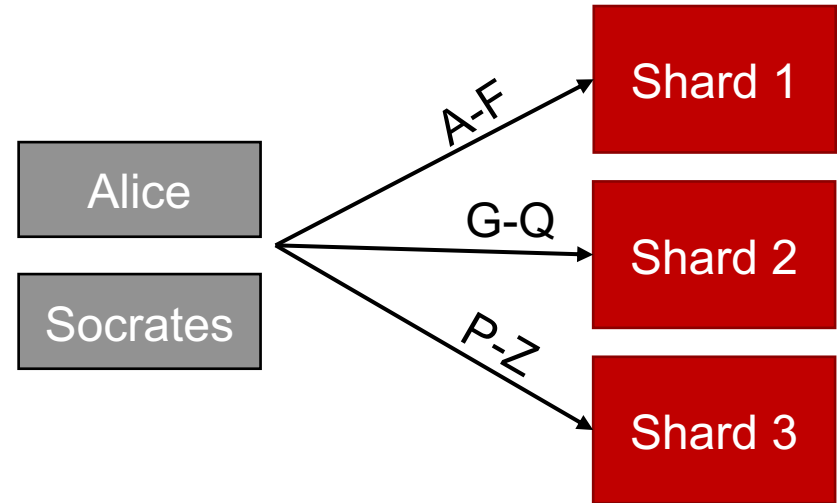 Alice
Socrates
A-F
G-Q
P-Z
Shard 1
Shard 2
Shard 3